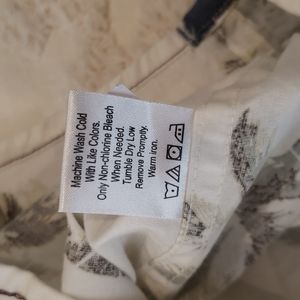 Machine Wash Cold
With Like Colors.
Only Non-chlorine Bleach
When Needed.
Tumble Dry Low
Remove Promptly.
Warm Iron.